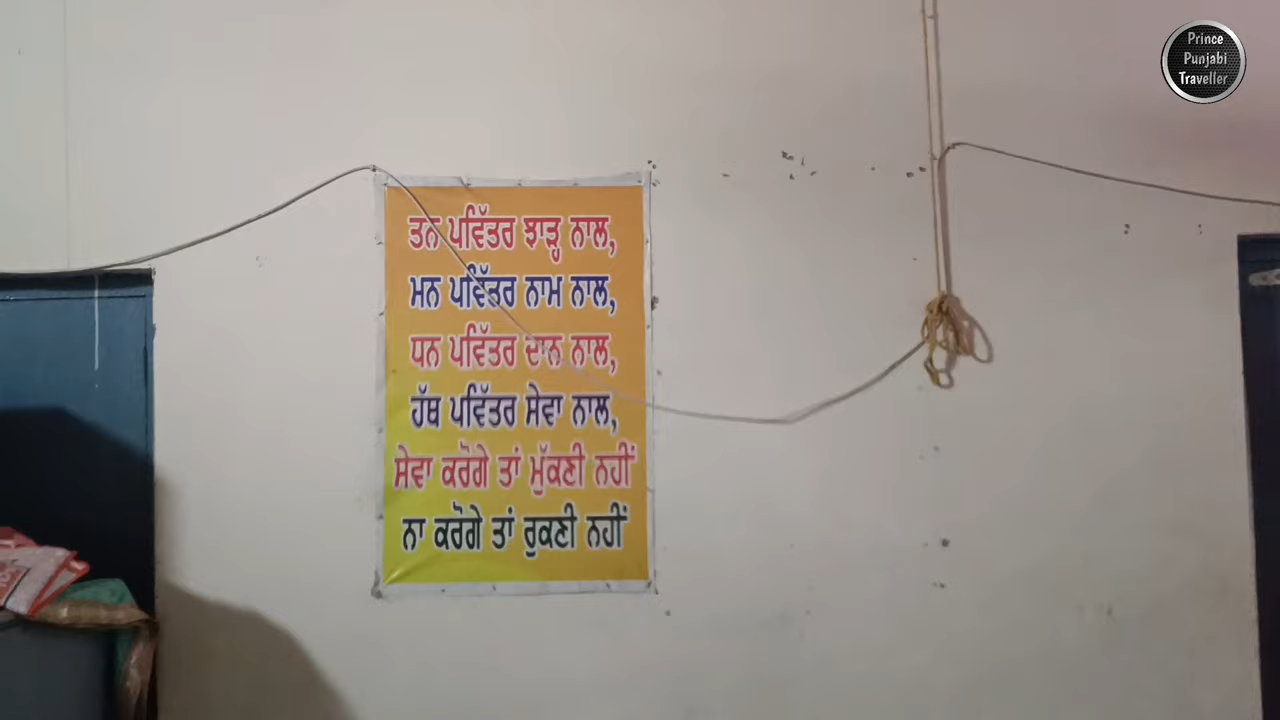 ਤਨ ਪਵਿੱਤਰ ਝਾੜੂ ਨਾਲ,
ਮਨ ਪਵਿੱਤਰ ਨਾਮ ਨਾਲ,
ਧਨ ਪਵਿੱਤਰ ਦਾਨ ਨਾਲ,
ਹੱਥ ਪਵਿੱਤਰ ਸੇਵਾ ਨਾਲ,
ਸੇਵਾ ਕਰੋਗੇ ਤਾਂ ਮੁੱਕਣੀ ਨਹੀਂ
ਨਾ ਕਰੋਗੇ ਤਾਂ ਰੁਕਣੀ ਨਹੀਂ
Prince
Punjabi
Traveller